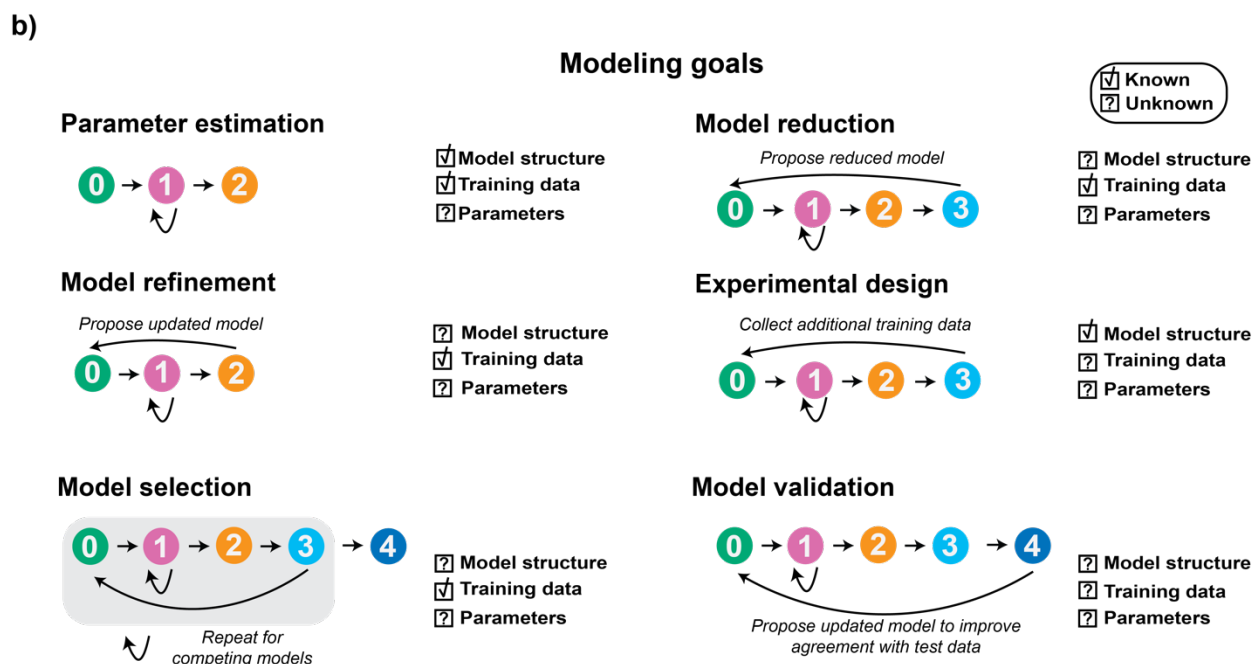 b)
Modeling goals
Known
Unknown
Parameter estimation
0 1 2
Model structure
Training data
Parameters
Model reduction
Propose reduced model
0 1 2 3
Model structure
Training data
Parameters
Model refinement
Propose updated model
0 1 2
Model structure
Training data
Parameters
Experimental design
Collect additional training data
0 1 2 3
Model structure
Training data
Parameters
Model selection
0 1 2 3 4
Repeat for
competing models
Model structure
Training data
Parameters
Model validation
0 1 2 3 4
Propose updated model to improve
agreement with test data
Model structure
Training data
Parameters